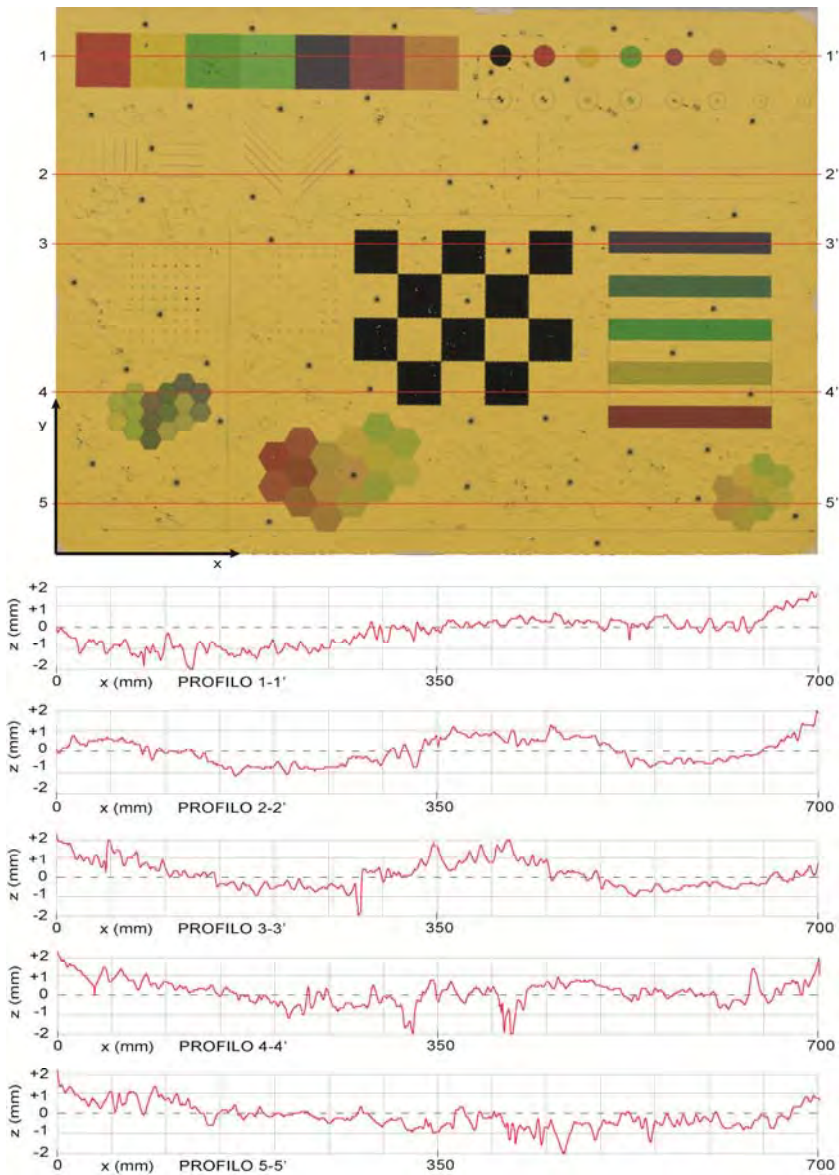 1 1'
2 2'
3 3'
4 4'
y
5 5'
x
+2
+1
0
-1
-2
z (mm)
0 x (mm) PROFILO 1-1' 350 700
+2
+1
0
-1
-2
z (mm)
0 x (mm) PROFILO 2-2' 350 700
+2
+1
0
-1
-2
z (mm)
0 x (mm) PROFILO 3-3' 350 700
+2
+1
0
-1
-2
z (mm)
0 x (mm) PROFILO 4-4' 350 700
+2
+1
0
-1
-2
z (mm)
0 x (mm) PROFILO 5-5' 350 700